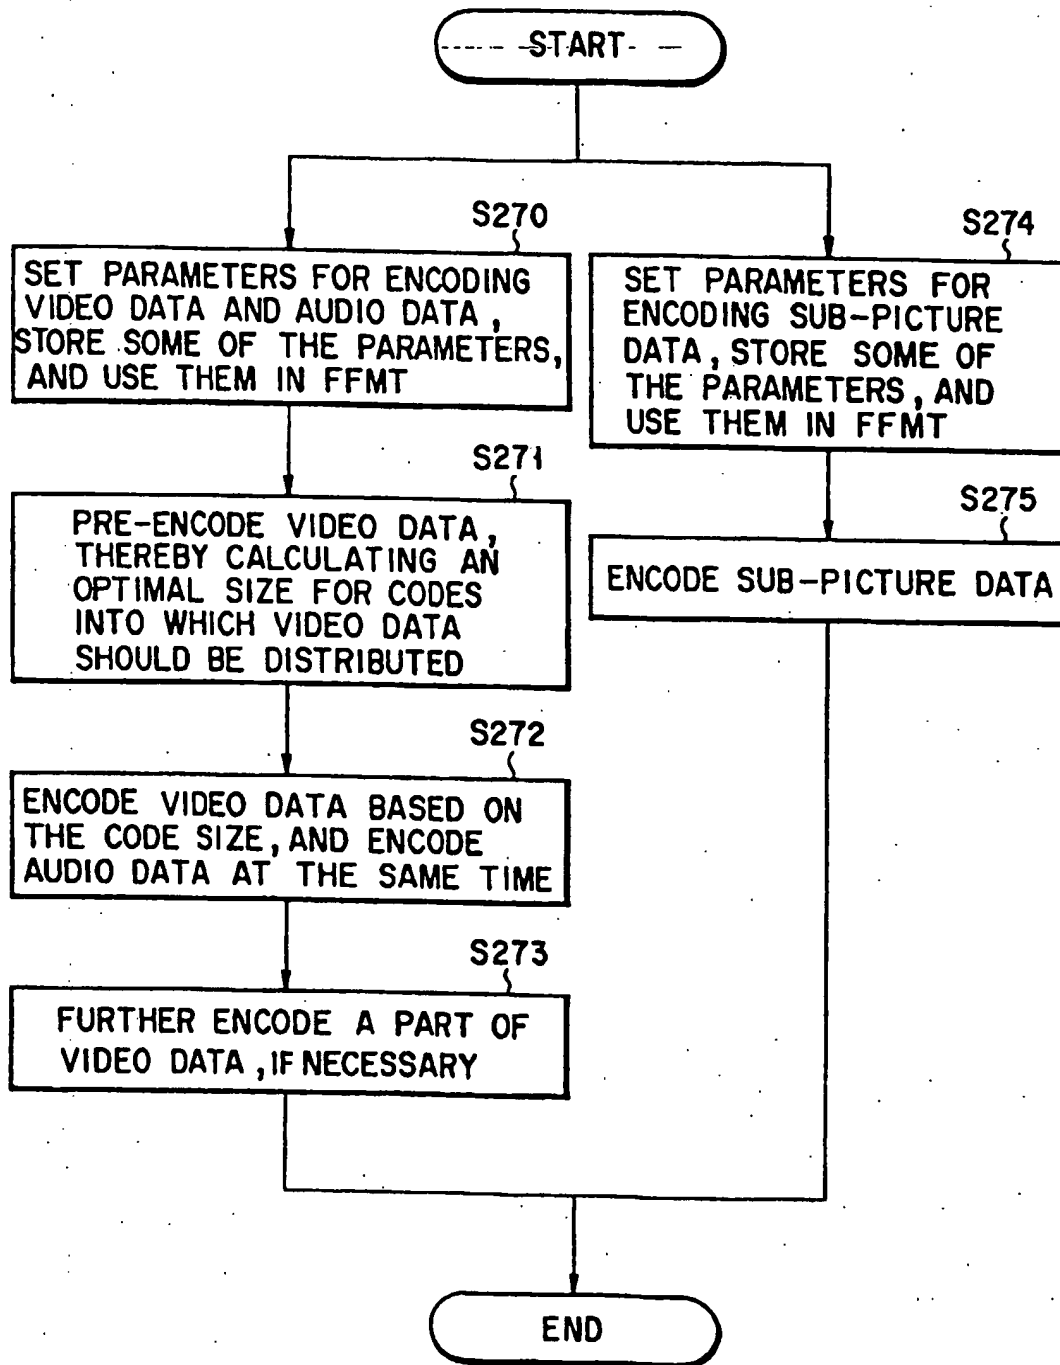 START
S270
SET PARAMETERS FOR ENCODING
VIDEO DATA AND AUDIO DATA,
STORE SOME OF THE PARAMETERS,
AND USE THEM IN FFMT
S271
PRE-ENCODE VIDEO DATA,
THEREBY CALCULATING AN
OPTIMAL SIZE FOR CODES
INTO WHICH VIDEO DATA
SHOULD BE DISTRIBUTED
S272
ENCODE VIDEO DATA BASED ON
THE CODE SIZE, AND ENCODE
AUDIO DATA AT THE SAME TIME
S273
FURTHER ENCODE A PART OF
VIDEO DATA, IF NECESSARY
S274
SET PARAMETERS FOR
ENCODING SUB-PICTURE
DATA, STORE SOME OF
THE PARAMETERS, AND
USE THEM IN FFMT
S275
ENCODE SUB-PICTURE DATA
END